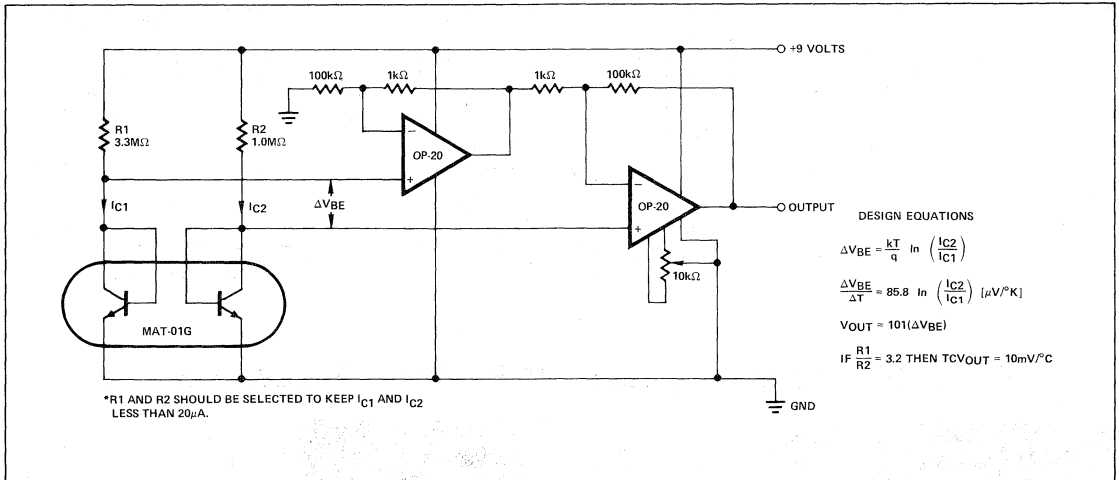 +9 VOLTS
100kΩ
1kΩ
1kΩ
100kΩ
R1
3.3MΩ
R2
1.0MΩ
−
OP-20
+
IC1
IC2
ΔVBE
−
OP-20
+
OUTPUT
10kΩ
MAT-01G
GND
*R1 AND R2 SHOULD BE SELECTED TO KEEP IC1 AND IC2
LESS THAN 20μA.
DESIGN EQUATIONS
ΔVBE = kT/q ln (IC2/IC1)
ΔVBE/ΔT = 85.8 ln (IC2/IC1) [μV/°K]
VOUT = 101(ΔVBE)
IF R1/R2 = 3.2 THEN TCVOUT = 10mV/°C